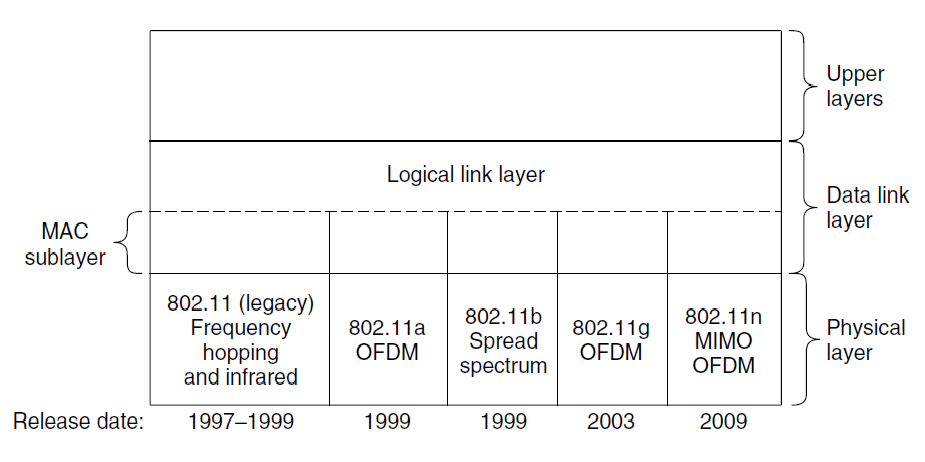 Upper
layers
Logical link layer
Data link
layer
MAC
sublayer
802.11 (legacy)
Frequency
hopping
and infrared
802.11a
OFDM
802.11b
Spread
spectrum
802.11g
OFDM
802.11n
MIMO
OFDM
Physical
layer
Release date: 1997–1999 1999 1999 2003 2009